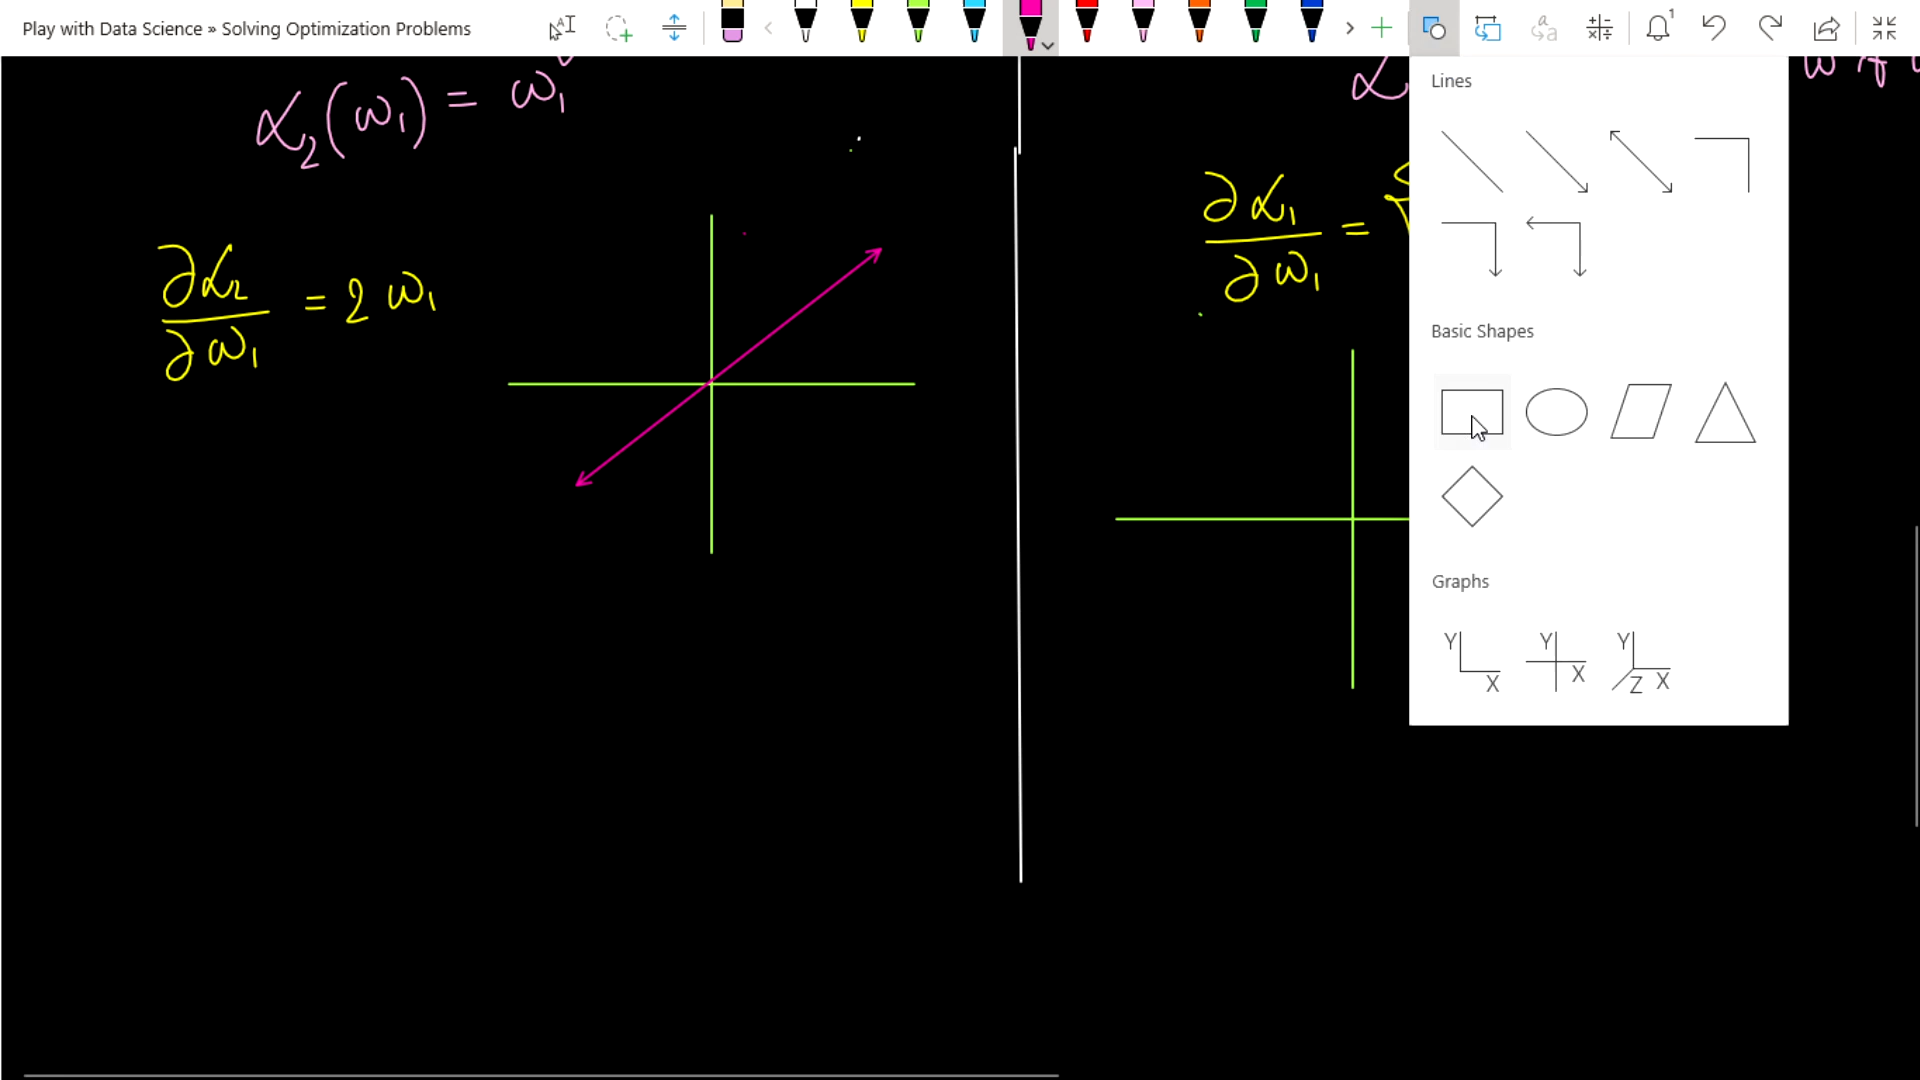 Play with Data Science » Solving Optimization Problems
1
Lines
Basic Shapes
Graphs
Y X
Y X
Y Z X
α₂(ω₁) = ω₁
∂α₂/∂ω₁ = 2ω₁
∂α₁/∂ω₁ =